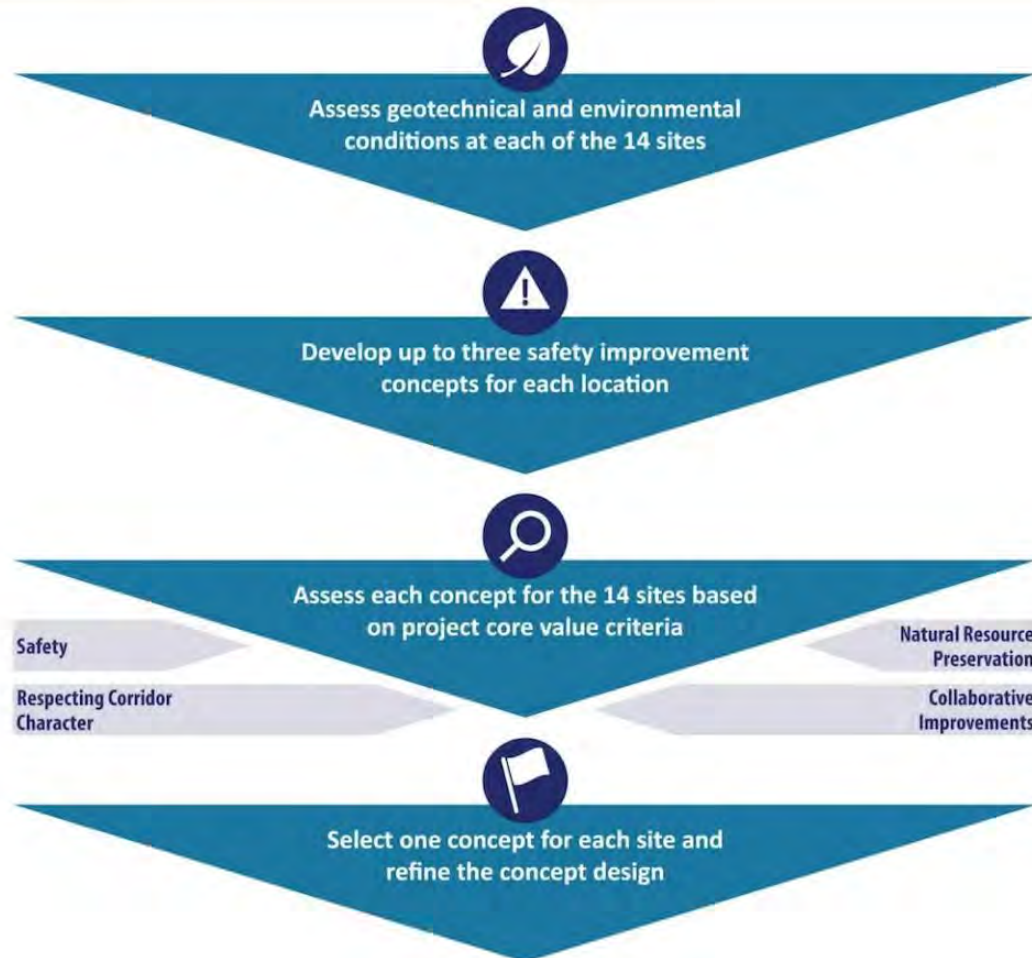 Assess geotechnical and environmental
conditions at each of the 14 sites
Develop up to three safety improvement
concepts for each location
Assess each concept for the 14 sites based
on project core value criteria
Safety
Natural Resource
Preservation
Respecting Corridor
Character
Collaborative
Improvements
Select one concept for each site and
refine the concept design